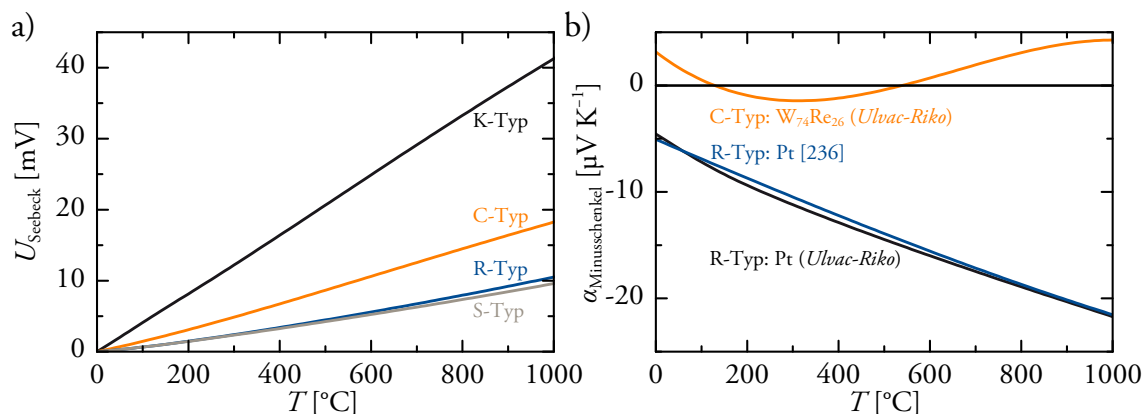 a)
U_Seebeck [mV]
40
30
20
10
0
K-Typ
C-Typ
R-Typ
S-Typ
0 200 400 600 800 1000
T [°C]
b)
α_Minusschenkel [µV K⁻¹]
0
-10
-20
C-Typ: W₇₄Re₂₆ (Ulvac-Riko)
R-Typ: Pt [236]
R-Typ: Pt (Ulvac-Riko)
0 200 400 600 800 1000
T [°C]